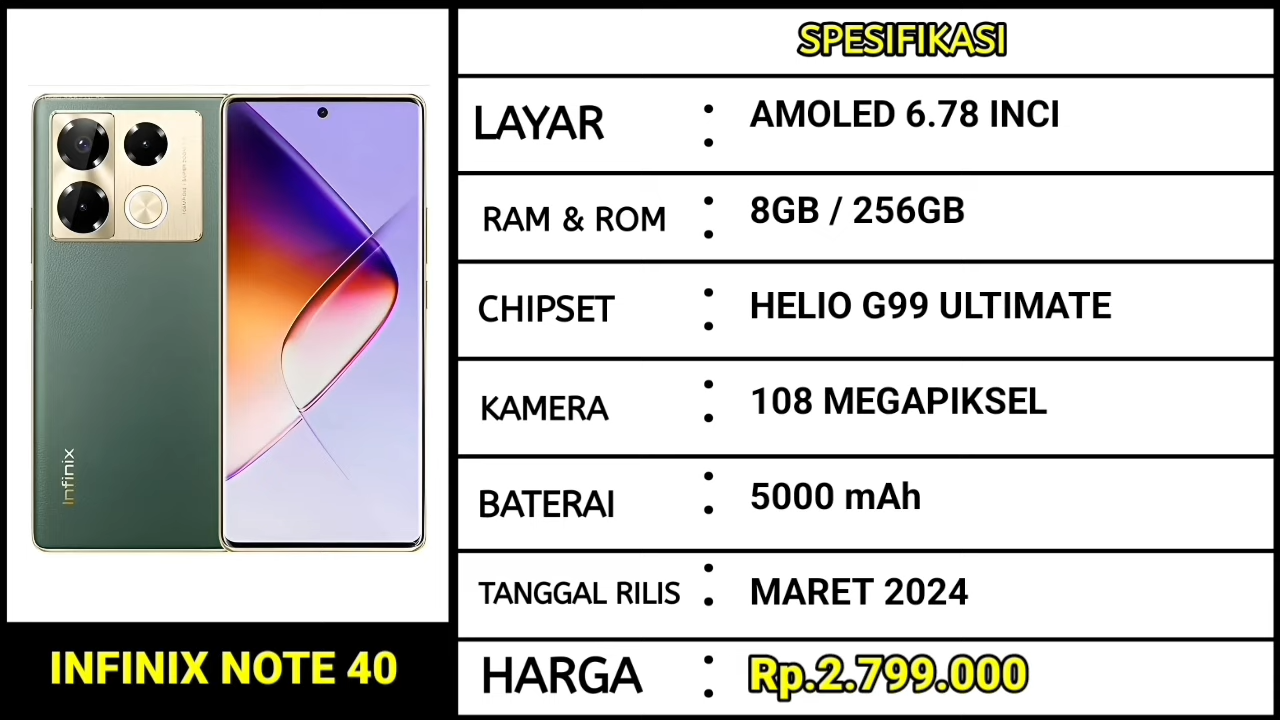 SPESIFIKASI
LAYAR : AMOLED 6.78 INCI
RAM & ROM : 8GB / 256GB
CHIPSET : HELIO G99 ULTIMATE
KAMERA : 108 MEGAPIKSEL
BATERAI : 5000 mAh
TANGGAL RILIS : MARET 2024
HARGA : Rp.2.799.000
Infinix
INFINIX NOTE 40